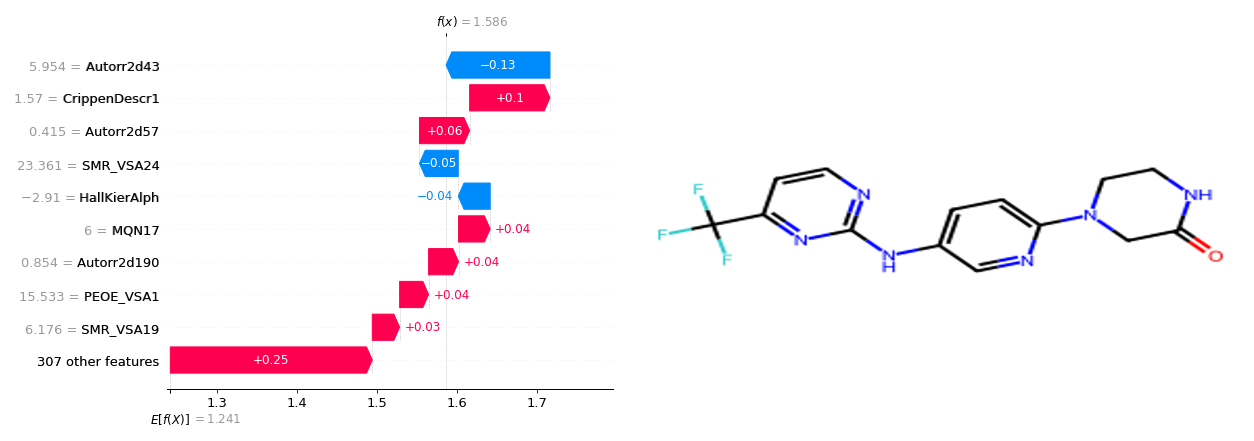 f(x) = 1.586
5.954 = Autorr2d43
−0.13
1.57 = CrippenDescr1
+0.1
0.415 = Autorr2d57
+0.06
23.361 = SMR_VSA24
−0.05
−2.91 = HallKierAlph
−0.04
6 = MQN17
+0.04
0.854 = Autorr2d190
+0.04
15.533 = PEOE_VSA1
+0.04
6.176 = SMR_VSA19
+0.03
307 other features
+0.25
1.3 1.4 1.5 1.6 1.7
E[f(X)] = 1.241
F
F
F
N
N
N
H
N
N
NH
O